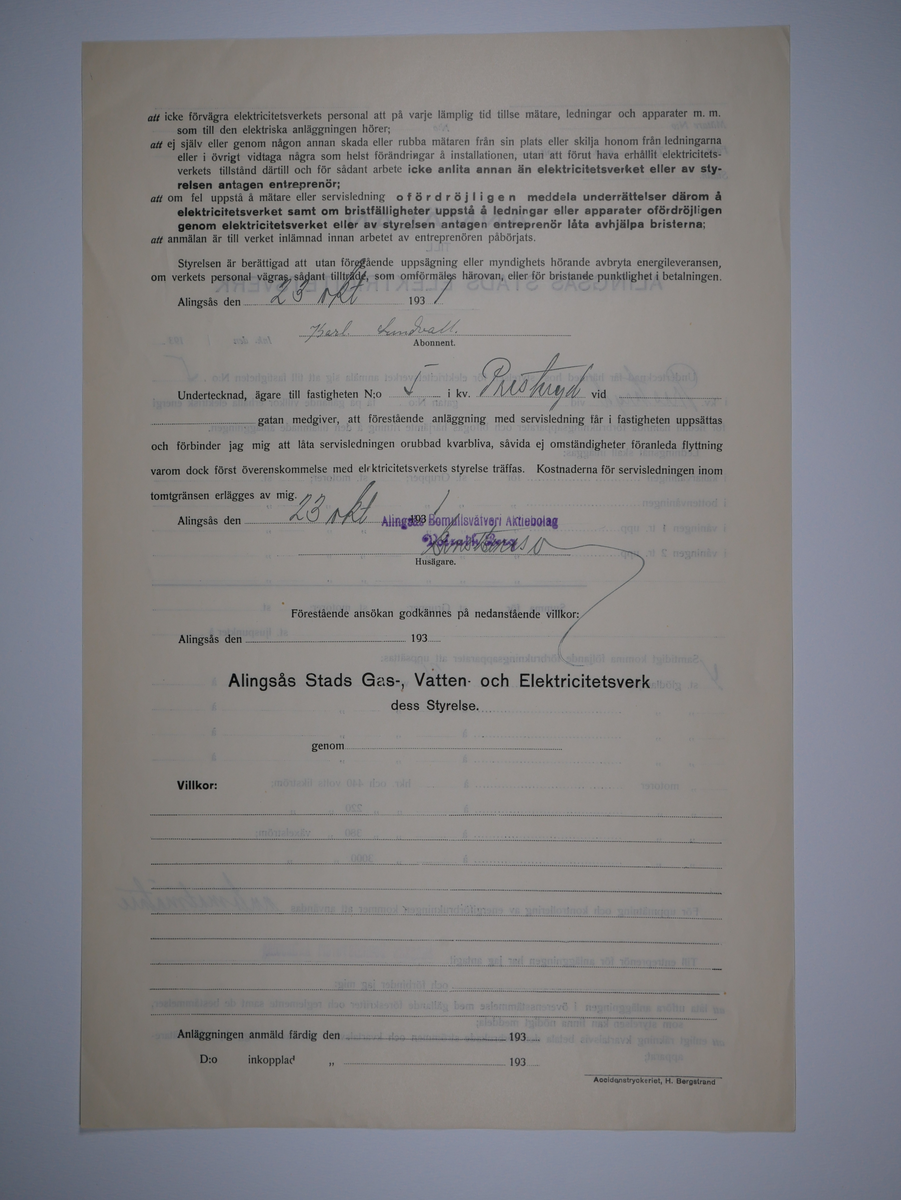 att icke förvägra elektricitetsverkets personal att på varje lämplig tid tillse mätare, ledningar och apparater m. m.
som till den elektriska anläggningen hörer;
att ej själv eller genom någon annan skada eller rubba mätaren från sin plats eller skilja honom från ledningarna
eller i övrigt vidtaga några som helst förändringar å installationen, utan att förut hava erhållit elektricitets-
verkets tillstånd därtill och för sådant arbete icke anlita annan än elektricitetsverket eller av sty-
relsen antagen entreprenör;
att om fel uppstå å mätare eller servisledning ofördröjligen meddela underrättelser därom å
elektricitetsverket samt om bristfälligheter uppstå å ledningar eller apparater ofördröjligen
genom elektricitetsverket eller av styrelsen antagen entreprenör låta avhjälpa bristerna;
att anmälan är till verket inlämnad innan arbetet av entreprenören påbörjats.
Styrelsen är berättigad att utan föregående uppsägning eller myndighets hörande avbryta energileveransen,
om verkets personal vägras sådant tillträde, som omförmäles härovan, eller för bristande punktlighet i betalningen.
Alingsås den 23 okt 1931
Karl Lundvall.
Abonnent.
Undertecknad, ägare till fastigheten N:o 5 i kv. Prästryd vid
gatan medgiver, att förestående anläggning med servisledning får i fastigheten uppsättas
och förbinder jag mig att låta servisledningen orubbad kvarbliva, såvida ej omständigheter föranleda flyttning
varom dock först överenskommelse med elektricitetsverkets styrelse träffas. Kostnaderna för servisledningen inom
tomtgränsen erlägges av mig.
Alingsås den 23 okt 1931
Alingsås Bomullsväfveri Aktiebolag
Husägare.
Förestående ansökan godkännes på nedanstående villkor:
Alingsås den 193
Alingsås Stads Gas-, Vatten- och Elektricitetsverk
dess Styrelse.
genom
Villkor:
Anläggningen anmäld färdig den 193
D:o inkopplad „ 193
Accidenstryckeriet, H. Bergstrand